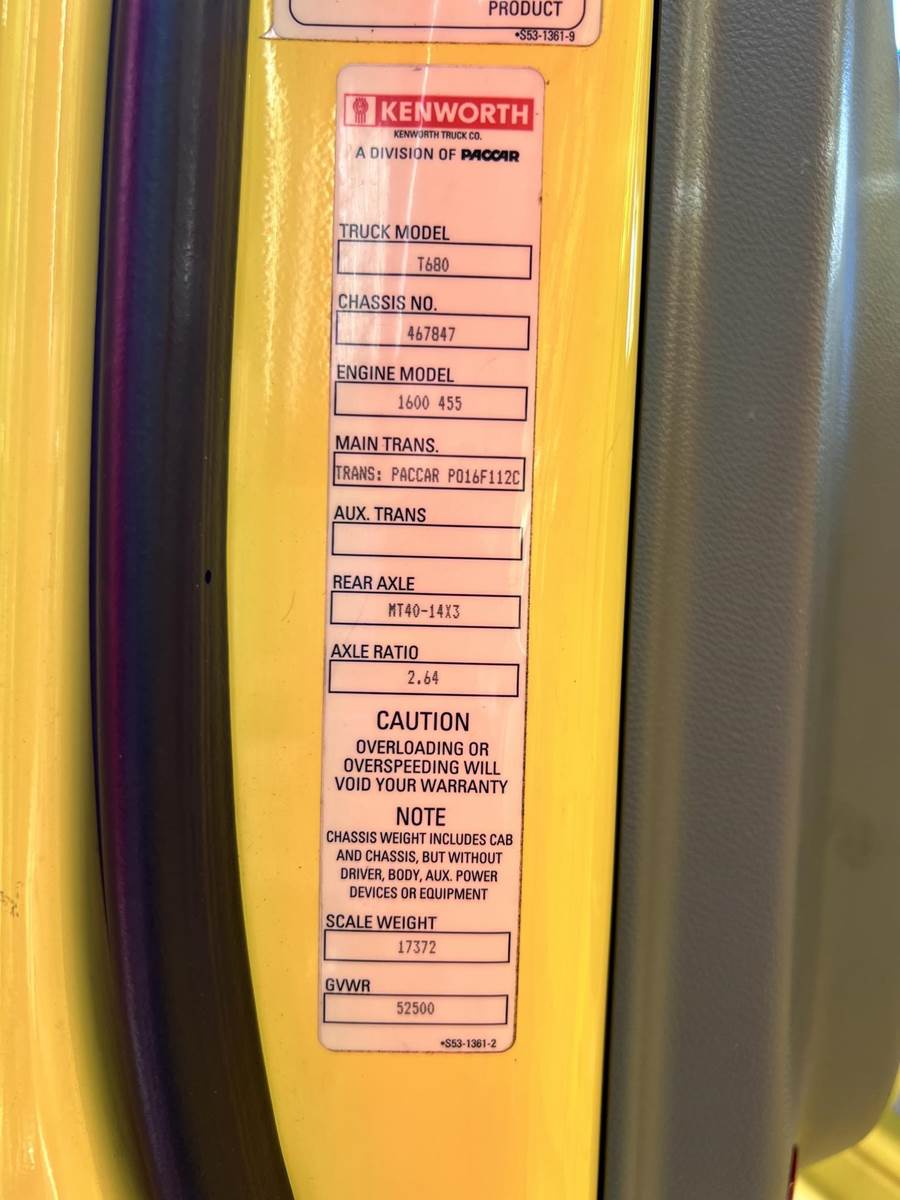 PRODUCT
•S53-1361-9
KENWORTH
KENWORTH TRUCK CO.
A DIVISION OF PACCAR
TRUCK MODEL
T680
CHASSIS NO.
467847
ENGINE MODEL
1600 455
MAIN TRANS.
TRANS: PACCAR PO16F112C
AUX. TRANS
REAR AXLE
MT40-14X3
AXLE RATIO
2.64
CAUTION
OVERLOADING OR
OVERSPEEDING WILL
VOID YOUR WARRANTY
NOTE
CHASSIS WEIGHT INCLUDES CAB
AND CHASSIS, BUT WITHOUT
DRIVER, BODY, AUX. POWER
DEVICES OR EQUIPMENT
SCALE WEIGHT
17372
GVWR
52500
•S53-1361-2